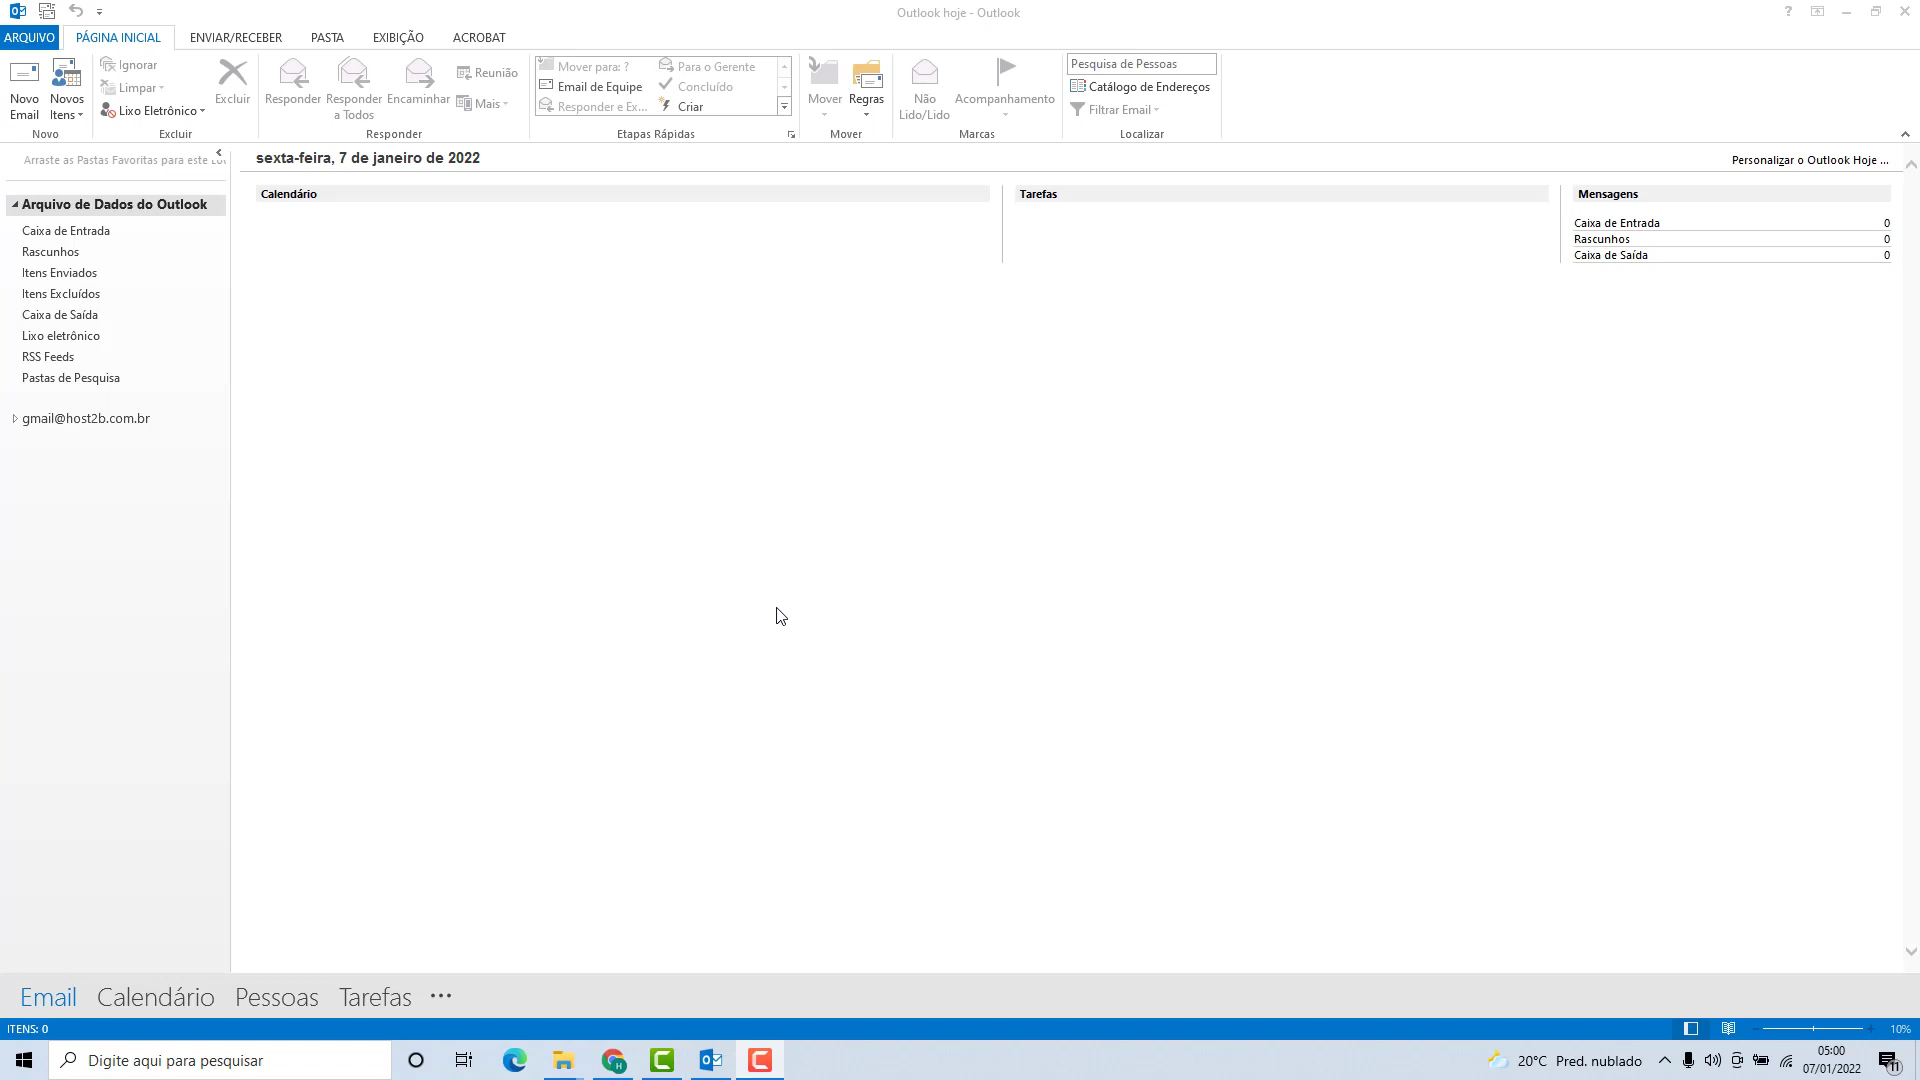 Outlook hoje - Outlook
ARQUIVO PÁGINA INICIAL ENVIAR/RECEBER PASTA EXIBIÇÃO ACROBAT
Novo Email
Novos Itens
Novo
Ignorar
Limpar
Lixo Eletrônico
Excluir
Excluir
Responder
Responder a Todos
Encaminhar
Reunião
Mais
Responder
Mover para: ?
Email de Equipe
Responder e Ex...
Para o Gerente
Concluído
Criar
Etapas Rápidas
Mover
Regras
Mover
Não Lido/Lido
Acompanhamento
Marcas
Pesquisa de Pessoas
Catálogo de Endereços
Filtrar Email
Localizar
Arraste as Pastas Favoritas para este
Arquivo de Dados do Outlook
Caixa de Entrada
Rascunhos
Itens Enviados
Itens Excluídos
Caixa de Saída
Lixo eletrônico
RSS Feeds
Pastas de Pesquisa
gmail@host2b.com.br
sexta-feira, 7 de janeiro de 2022
Personalizar o Outlook Hoje ...
Calendário
Tarefas
Mensagens
Caixa de Entrada 0
Rascunhos 0
Caixa de Saída 0
Email Calendário Pessoas Tarefas ···
ITENS: 0
10%
Digite aqui para pesquisar
20°C Pred. nublado
05:00
07/01/2022
11